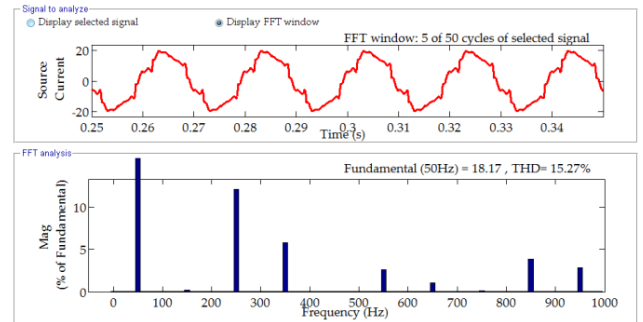 Signal to analyze
Display selected signal Display FFT window
FFT window: 5 of 50 cycles of selected signal
Source
Current
20
0
-20
0.25 0.26 0.27 0.28 0.29 0.3 0.31 0.32 0.33 0.34
Time (s)
FFT analysis
Fundamental (50Hz) = 18.17 , THD= 15.27%
Mag
(% of Fundamental)
10
5
0
0 100 200 300 400 500 600 700 800 900 1000
Frequency (Hz)